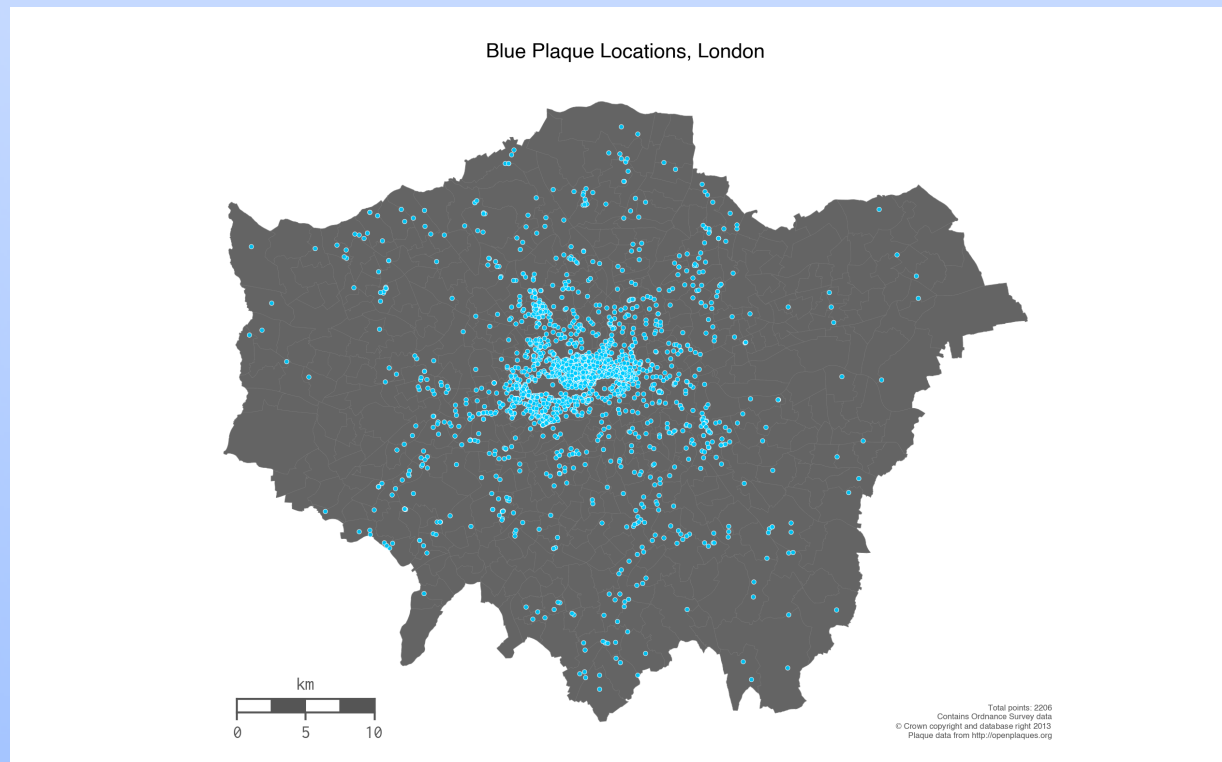 Blue Plaque Locations, London
km
0 5 10
Total points: 2206
Contains Ordnance Survey data
© Crown copyright and database right 2013
Plaque data from http://openplaques.org